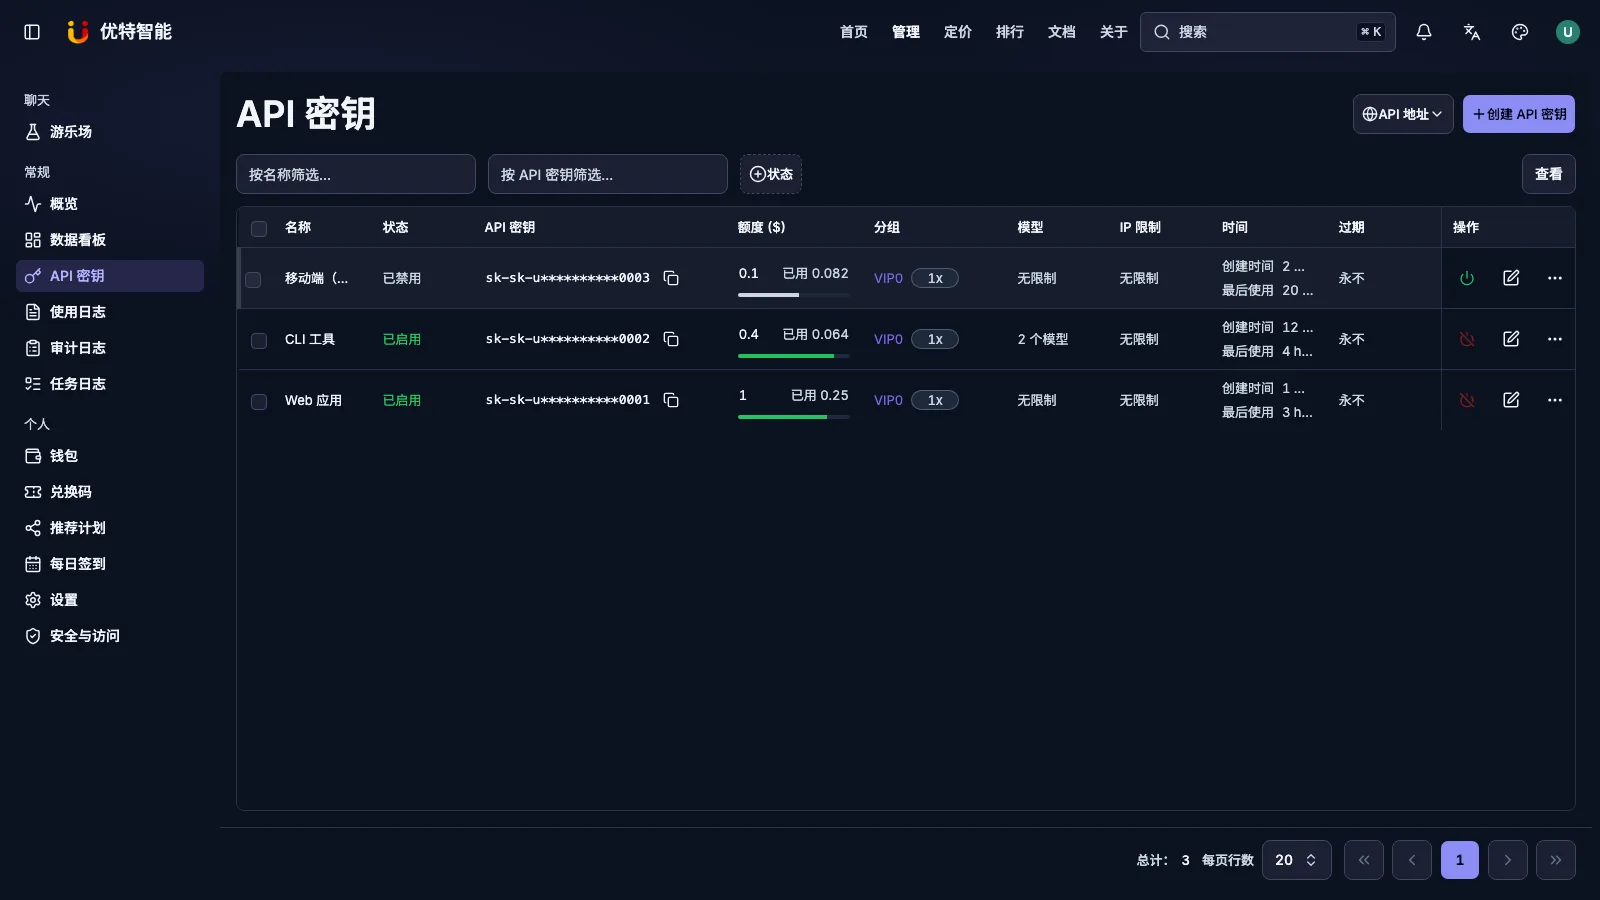 优特智能
首页 管理 定价 排行 文档 关于 搜索 ⌘ K U
聊天
游乐场
常规
概览
数据看板
API 密钥
使用日志
审计日志
任务日志
个人
钱包
兑换码
推荐计划
每日签到
设置
安全与访问
API 密钥
API 地址 创建 API 密钥
按名称筛选... 按 API 密钥筛选... 状态 查看
名称 状态 API 密钥 额度 ($) 分组 模型 IP 限制 时间 过期 操作
移动端（... 已禁用 sk-sk-u**********0003 0.1 已用 0.082 VIP0 1x 无限制 无限制 创建时间 2 ... 永不
最后使用 20 ...
CLI 工具 已启用 sk-sk-u**********0002 0.4 已用 0.064 VIP0 1x 2 个模型 无限制 创建时间 12 ... 永不
最后使用 4 h...
Web 应用 已启用 sk-sk-u**********0001 1 已用 0.25 VIP0 1x 无限制 无限制 创建时间 1 ... 永不
最后使用 3 h...
总计： 3 每页行数 20 1